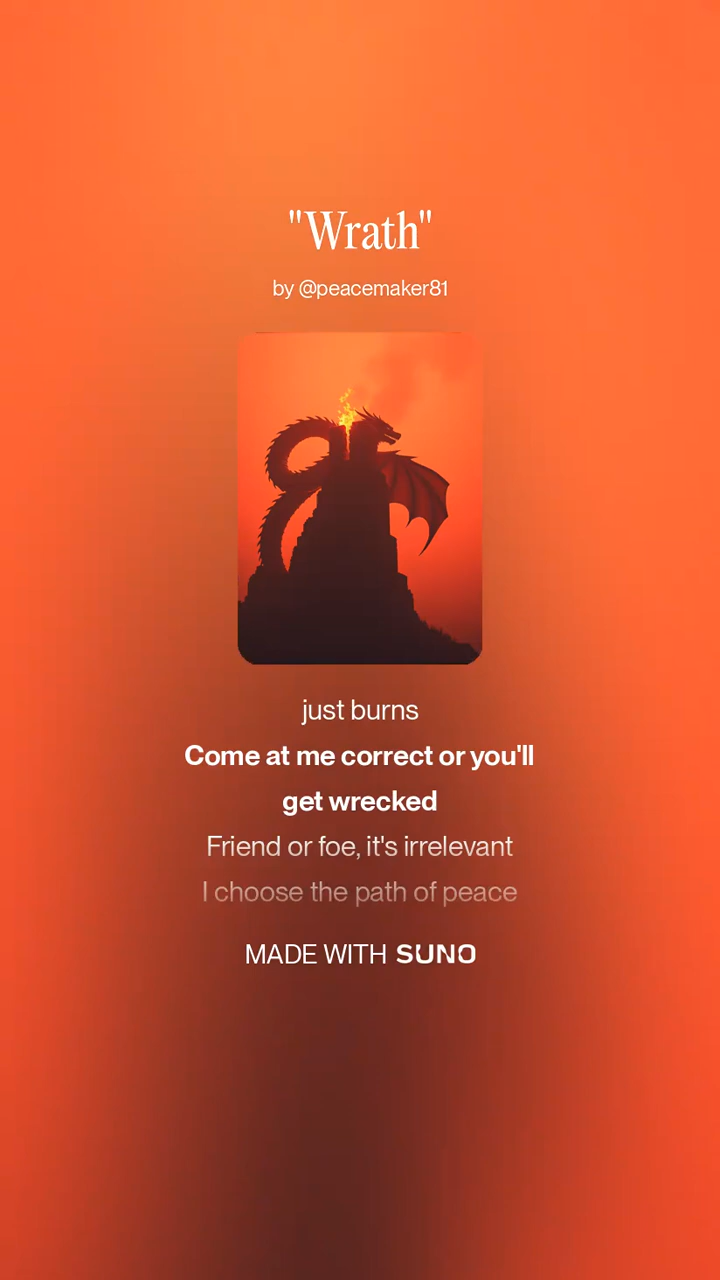 "Wrath"
by @peacemaker81
just burns
Come at me correct or you'll
get wrecked
Friend or foe, it's irrelevant
I choose the path of peace
MADE WITH SUNO